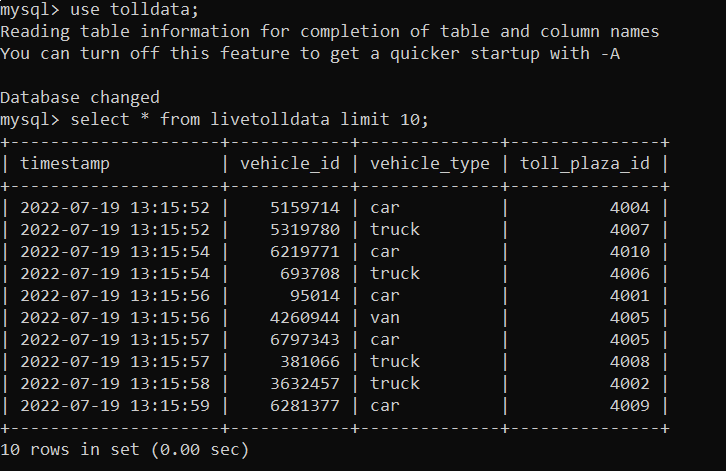 mysql> use tolldata;
Reading table information for completion of table and column names
You can turn off this feature to get a quicker startup with -A

Database changed
mysql> select * from livetolldata limit 10;
+---------------------+------------+--------------+---------------+
| timestamp           | vehicle_id | vehicle_type | toll_plaza_id |
+---------------------+------------+--------------+---------------+
| 2022-07-19 13:15:52 |    5159714 | car          |          4004 |
| 2022-07-19 13:15:52 |    5319780 | truck        |          4007 |
| 2022-07-19 13:15:54 |    6219771 | car          |          4010 |
| 2022-07-19 13:15:54 |     693708 | truck        |          4006 |
| 2022-07-19 13:15:56 |      95014 | car          |          4001 |
| 2022-07-19 13:15:56 |    4260944 | van          |          4005 |
| 2022-07-19 13:15:57 |    6797343 | car          |          4005 |
| 2022-07-19 13:15:57 |     381066 | truck        |          4008 |
| 2022-07-19 13:15:58 |    3632457 | truck        |          4002 |
| 2022-07-19 13:15:59 |    6281377 | car          |          4009 |
+---------------------+------------+--------------+---------------+
10 rows in set (0.00 sec)